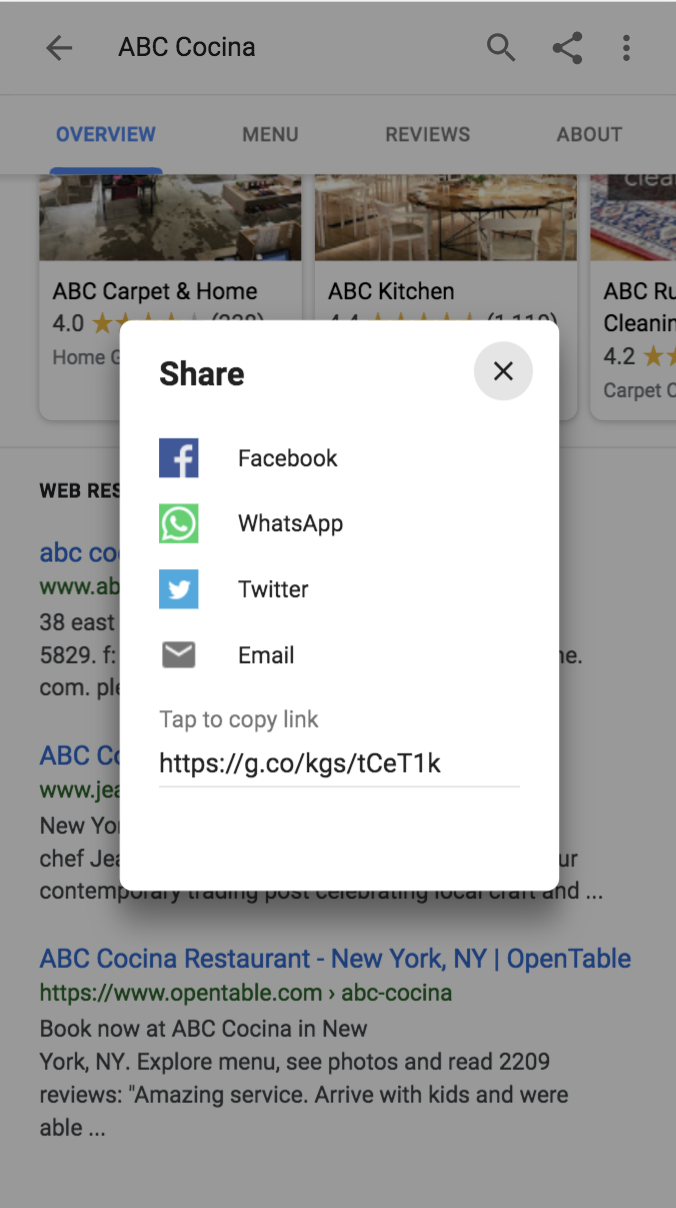 ABC Cocina
OVERVIEW MENU REVIEWS ABOUT
clea
ABC Carpet & Home
4.0
Home G
ABC Kitchen
4.4 (1,119)
ABC Ru
Cleanin
4.2
Carpet C
Share
Facebook
WhatsApp
Twitter
Email
Tap to copy link
https://g.co/kgs/tCeT1k
WEB RES
abc co
www.ab
38 east
5829. f: ne.
com. ple
ABC Co
www.jea
New Yo
chef Jea ur
contemporary trading post celebrating local craft and ...
ABC Cocina Restaurant - New York, NY | OpenTable
https://www.opentable.com › abc-cocina
Book now at ABC Cocina in New
York, NY. Explore menu, see photos and read 2209
reviews: "Amazing service. Arrive with kids and were
able ...